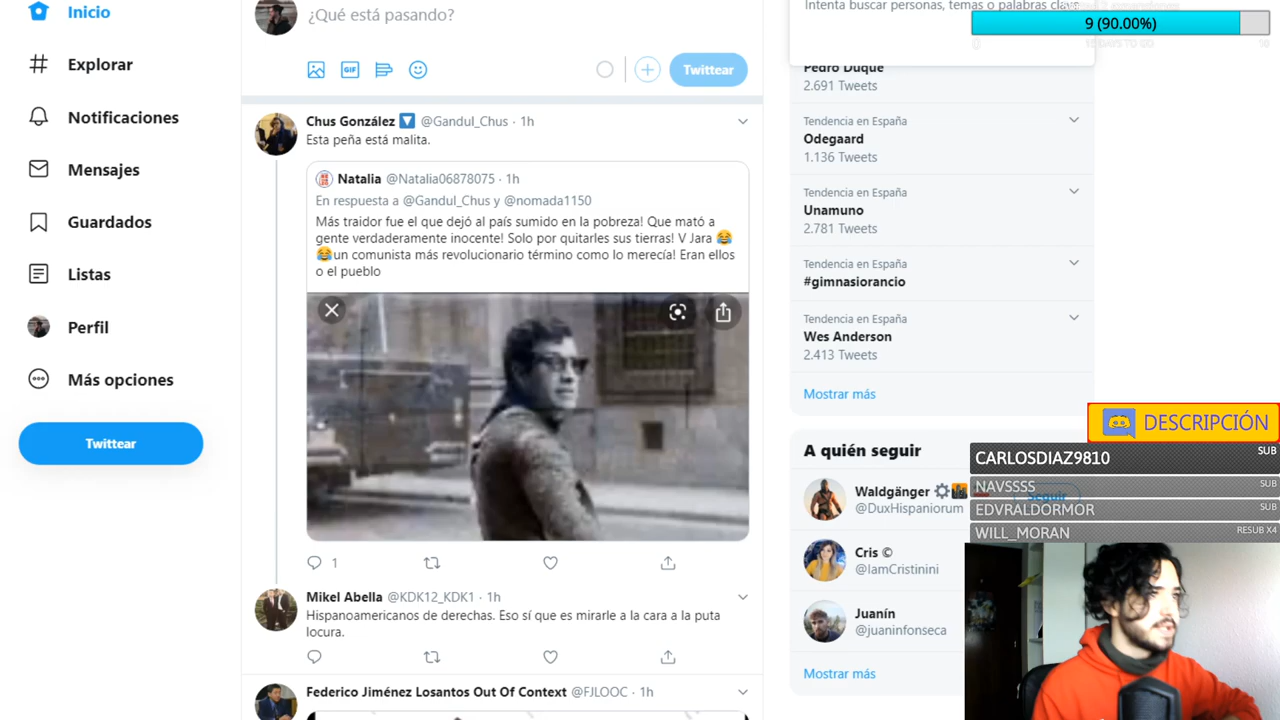 Inicio
Explorar
Notificaciones
Mensajes
Guardados
Listas
Perfil
Más opciones
Twittear
¿Qué está pasando?
GIF
Twittear
Chus González @Gandul_Chus · 1h
Esta peña está malita.
Natalia @Natalia06878075 · 1h
En respuesta a @Gandul_Chus y @nomada1150
Más traidor fue el que dejó al país sumido en la pobreza! Que mató a
gente verdaderamente inocente! Solo por quitarles sus tierras! V Jara 😂
😂un comunista más revolucionario término como lo merecía! Eran ellos
o el pueblo
1
Mikel Abella @KDK12_KDK1 · 1h
Hispanoamericanos de derechas. Eso sí que es mirarle a la cara a la puta
locura.
Federico Jiménez Losantos Out Of Context @FJLOOC · 1h
Intenta buscar personas, temas o palabras clave
9 (90.00%)
0
10
Pedro Duque
2.691 Tweets
Tendencia en España
Odegaard
1.136 Tweets
Tendencia en España
Unamuno
2.781 Tweets
Tendencia en España
#gimnasiorancio
Tendencia en España
Wes Anderson
2.413 Tweets
Mostrar más
A quién seguir
Waldgänger
@DuxHispaniorum
Seguir
Cris ©
@IamCristinini
Juanín
@juaninfonseca
Mostrar más
DESCRIPCIÓN
CARLOSDIAZ9810 SUB
NAVSSSS SUB
EDVRALDORMOR SUB
WILL_MORAN RESUB X4